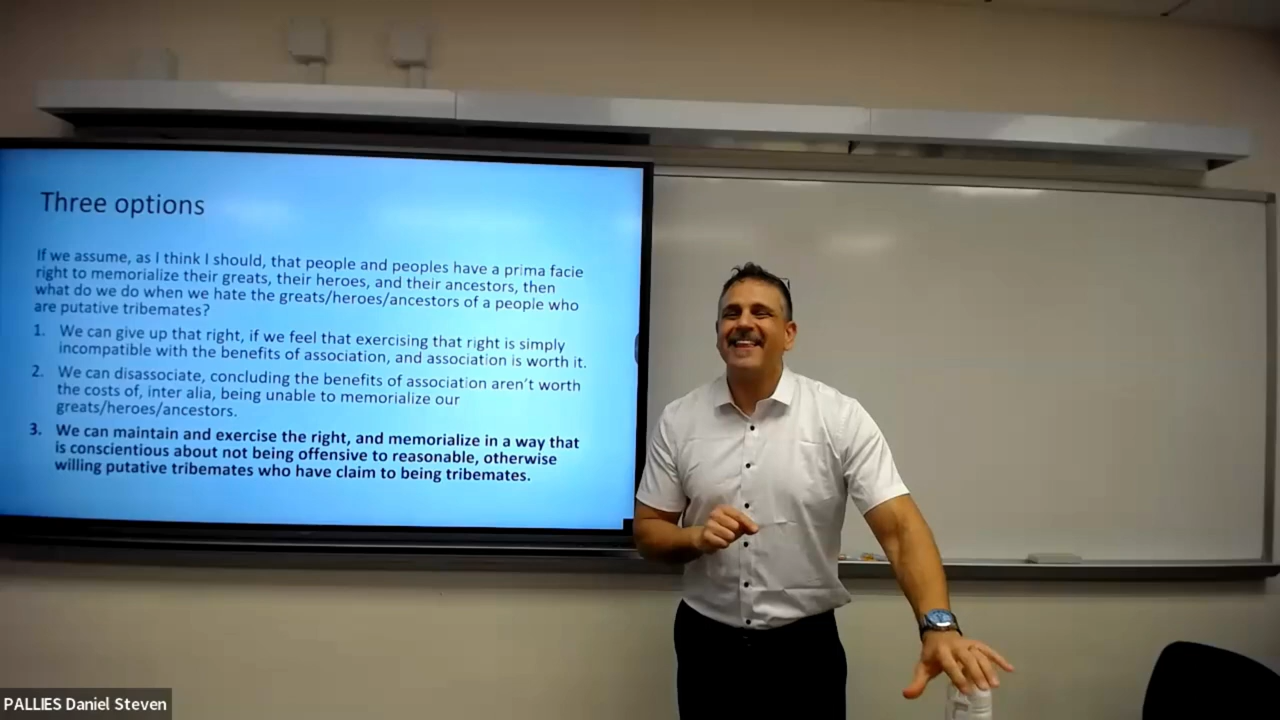 Three options
If we assume, as I think I should, that people and peoples have a prima facie
right to memorialize their greats, their heroes, and their ancestors, then
what do we do when we hate the greats/heroes/ancestors of a people who
are putative tribemates?
1. We can give up that right, if we feel that exercising that right is simply
incompatible with the benefits of association, and association is worth it.
2. We can disassociate, concluding the benefits of association aren't worth
the costs of, inter alia, being unable to memorialize our
greats/heroes/ancestors.
3. We can maintain and exercise the right, and memorialize in a way that
is conscientious about not being offensive to reasonable, otherwise
willing putative tribemates who have claim to being tribemates.
PALLIES Daniel Steven